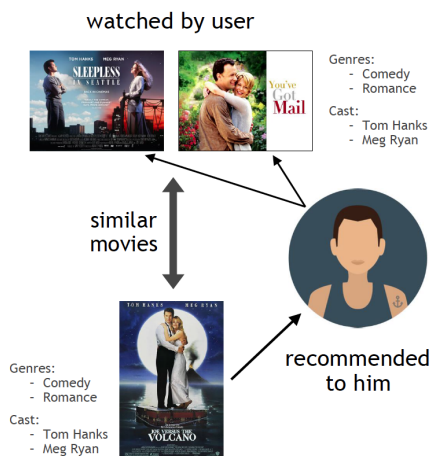 watched by user
TOM HANKS MEG RYAN
SLEEPLESS
IN SEATTLE
You've
Got
Mail
Genres:
- Comedy
- Romance
Cast:
- Tom Hanks
- Meg Ryan
similar
movies
recommended
to him
TOM HANKS MEG RYAN
JOE VERSUS THE
VOLCANO
Genres:
- Comedy
- Romance
Cast:
- Tom Hanks
- Meg Ryan